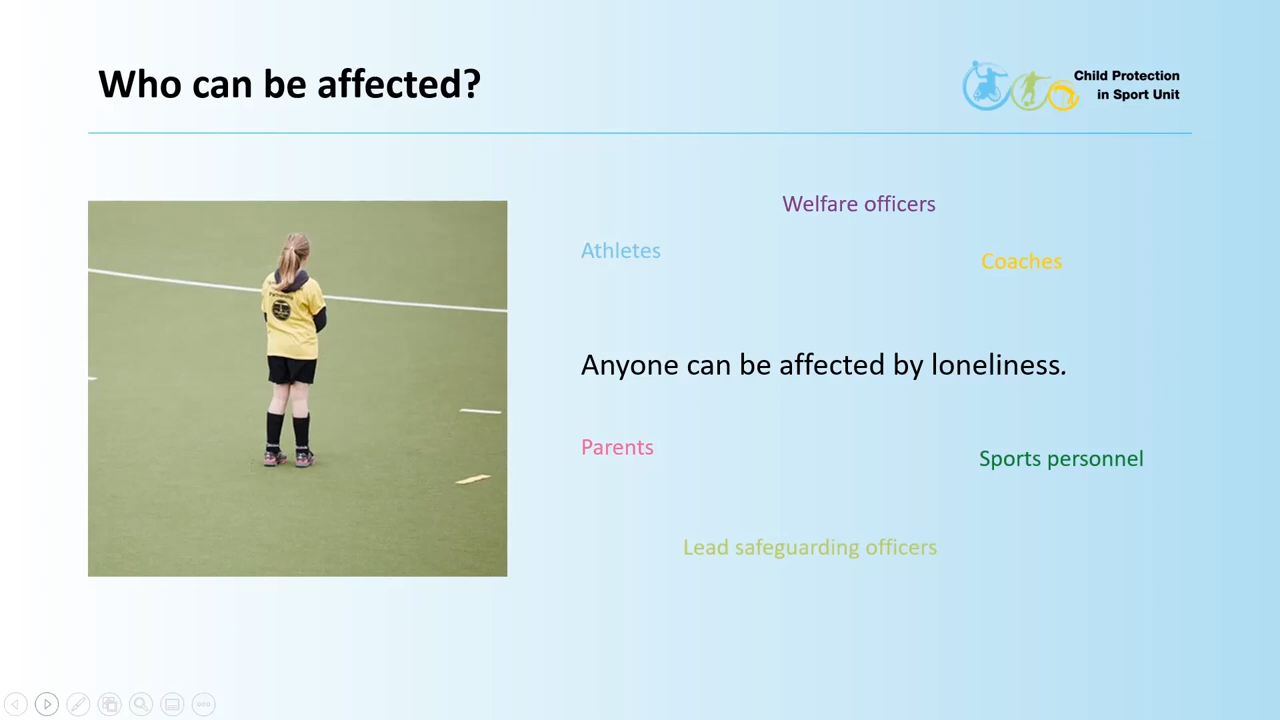 Who can be affected?
Child Protection
in Sport Unit
Welfare officers
Athletes
Coaches
Anyone can be affected by loneliness.
Parents
Sports personnel
Lead safeguarding officers